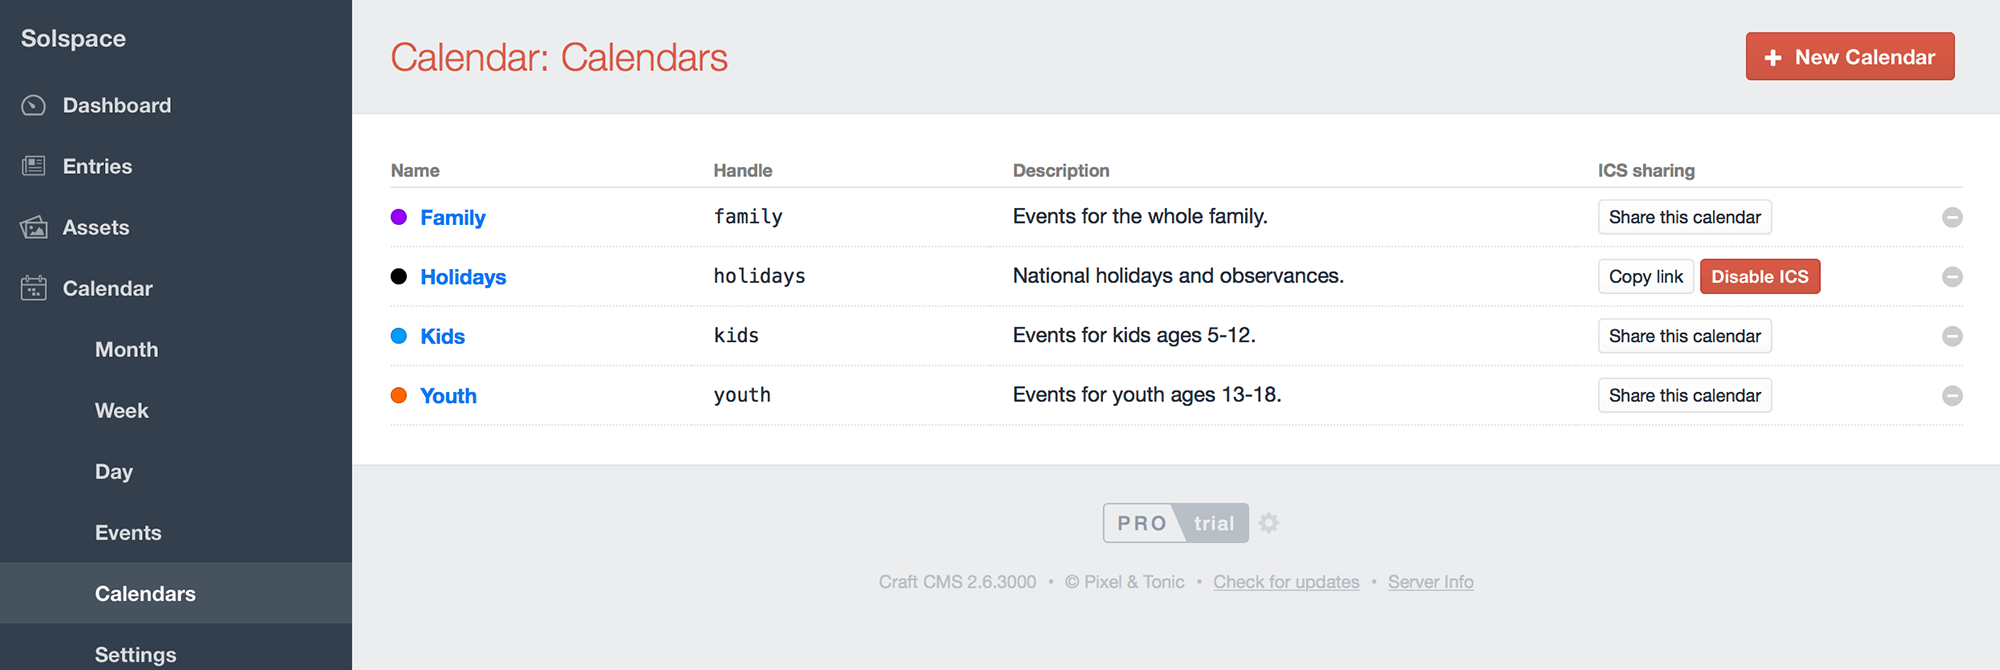 Solspace
Dashboard
Entries
Assets
Calendar
Month
Week
Day
Events
Calendars
Settings
Calendar: Calendars
New Calendar
Name Handle Description ICS sharing
Family family Events for the whole family. Share this calendar
Holidays holidays National holidays and observances. Copy link Disable ICS
Kids kids Events for kids ages 5-12. Share this calendar
Youth youth Events for youth ages 13-18. Share this calendar
PRO trial
Craft CMS 2.6.3000 • © Pixel & Tonic • Check for updates • Server Info